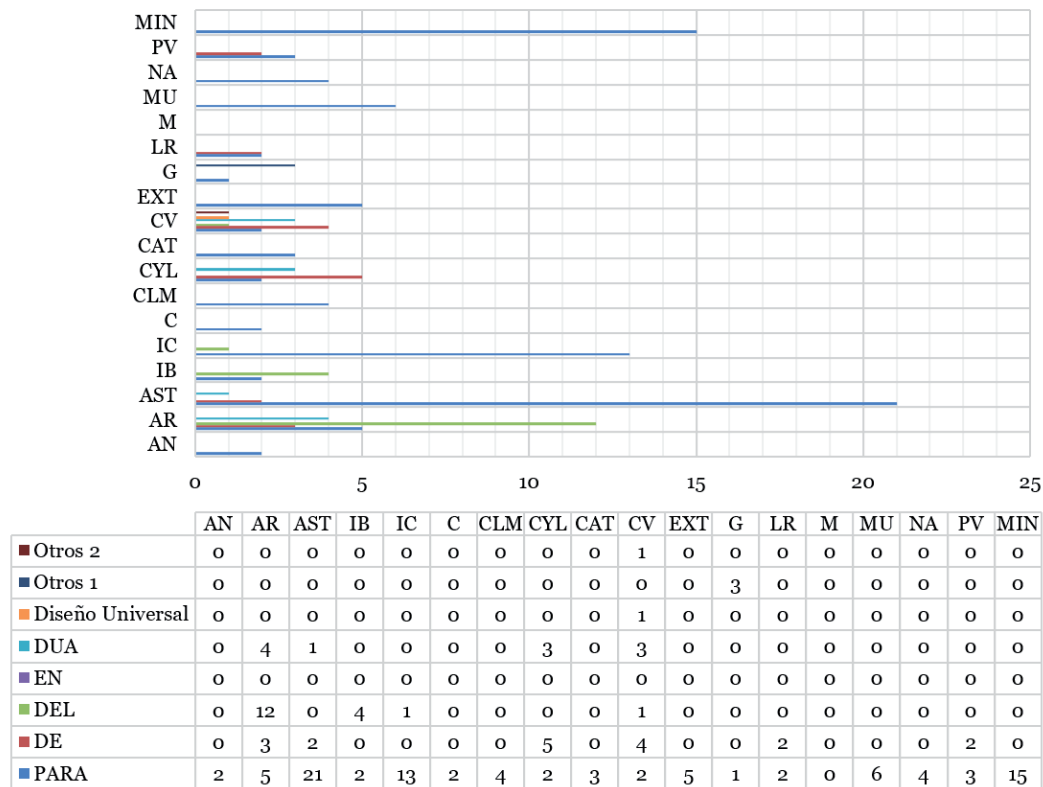 MIN
PV
NA
MU
M
LR
G
EXT
CV
CAT
CYL
CLM
C
IC
IB
AST
AR
AN
0 5 10 15 20 25
AN AR AST IB IC C CLM CYL CAT CV EXT G LR M MU NA PV MIN
Otros 2 0 0 0 0 0 0 0 0 0 1 0 0 0 0 0 0 0 0
Otros 1 0 0 0 0 0 0 0 0 0 0 0 3 0 0 0 0 0 0
Diseño Universal 0 0 0 0 0 0 0 0 0 1 0 0 0 0 0 0 0 0
DUA 0 4 1 0 0 0 0 3 0 3 0 0 0 0 0 0 0 0
EN 0 0 0 0 0 0 0 0 0 0 0 0 0 0 0 0 0 0
DEL 0 12 0 4 1 0 0 0 0 1 0 0 0 0 0 0 0 0
DE 0 3 2 0 0 0 0 5 0 4 0 0 2 0 0 0 2 0
PARA 2 5 21 2 13 2 4 2 3 2 5 1 2 0 6 4 3 15